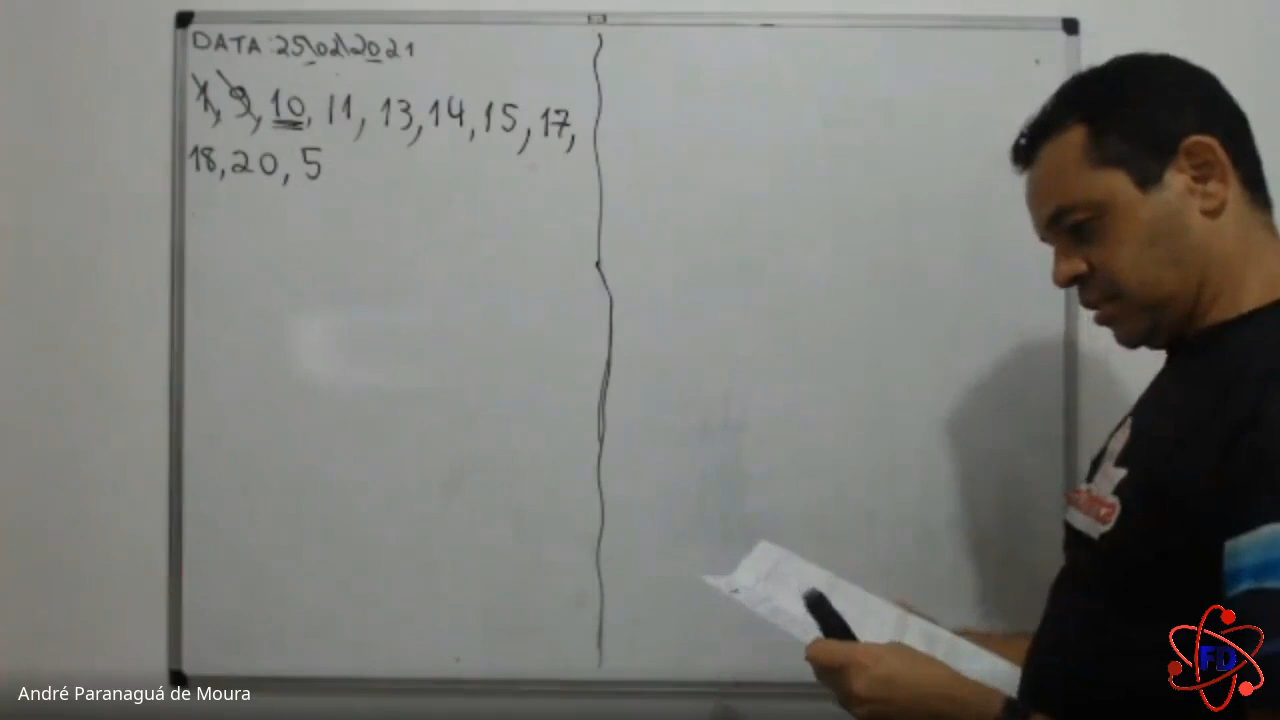 DATA: 25\02\2021
1, 9, 10, 11, 13, 14, 15, 17,
18, 20, 5
André Paranaguá de Moura
FD